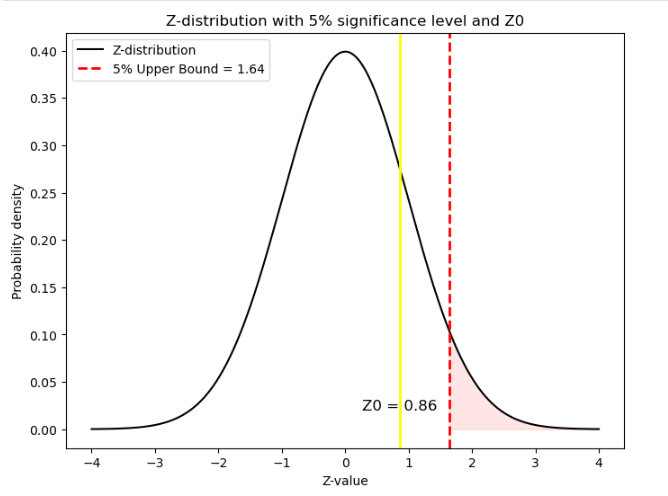 Z-distribution with 5% significance level and Z0
Z-distribution
5% Upper Bound = 1.64
0.40
0.35
0.30
0.25
0.20
0.15
0.10
0.05
0.00
Probability density
Z0 = 0.86
−4 −3 −2 −1 0 1 2 3 4
Z-value